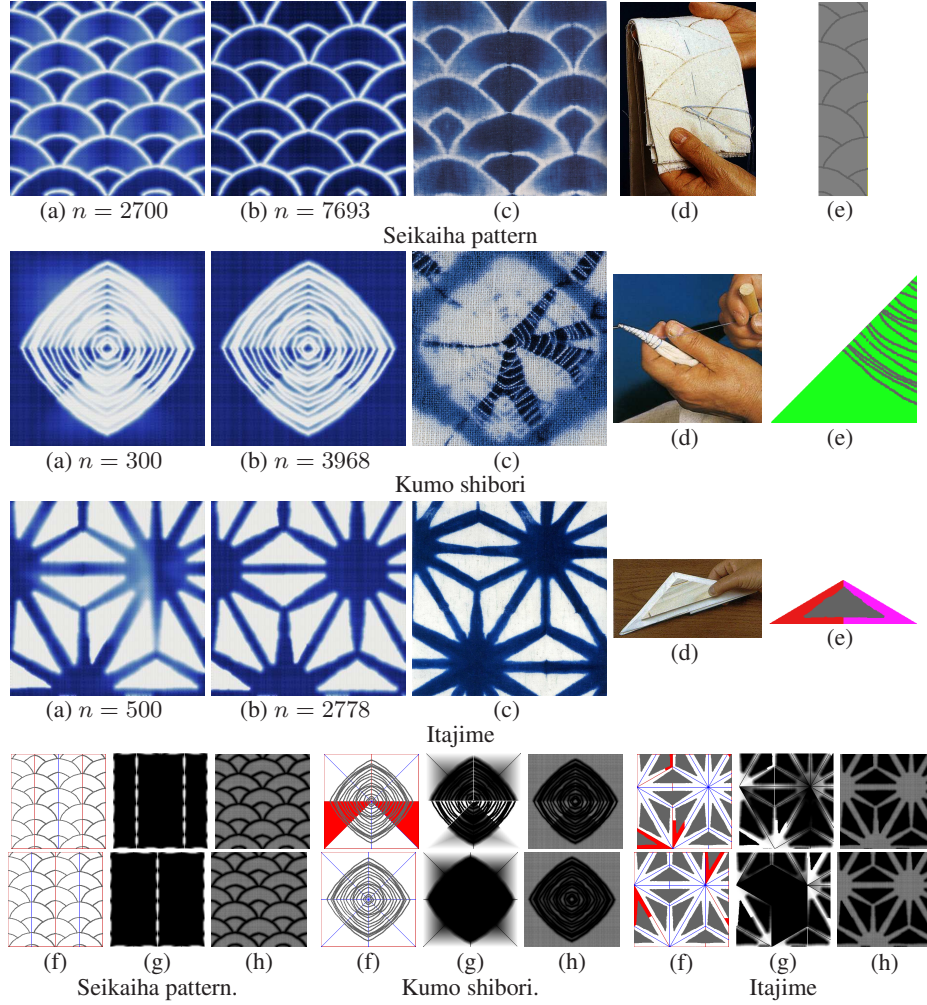 (a) n = 2700 (b) n = 7693 (c) (d) (e)
Seikaiha pattern
(a) n = 300 (b) n = 3968 (c) (d) (e)
Kumo shibori
(a) n = 500 (b) n = 2778 (c) (d) (e)
Itajime
(f) (g) (h) (f) (g) (h) (f) (g) (h)
Seikaiha pattern. Kumo shibori. Itajime